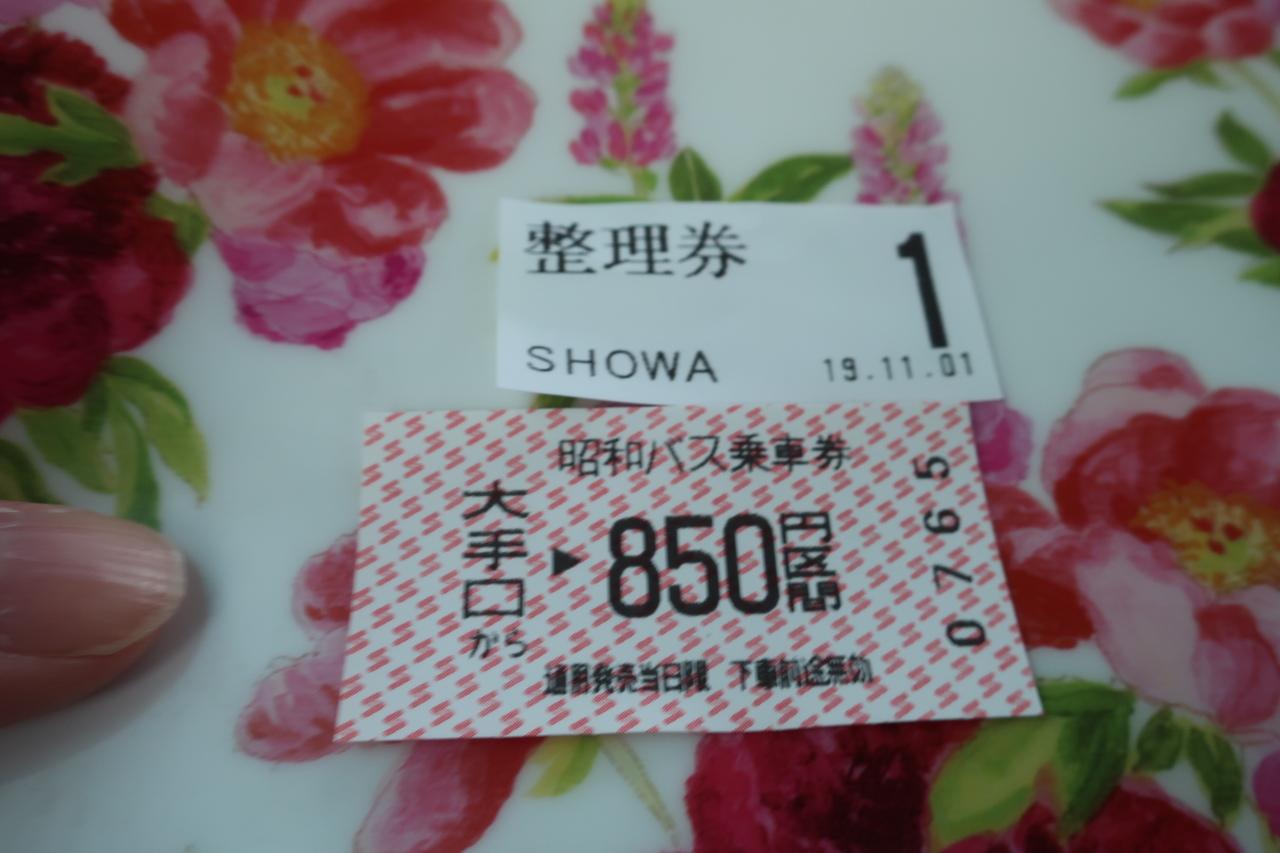 整理券
1
SHOWA
19.11.01
昭和バス乗車券
大手口から
▶850円区間
0765
通用発売当日限 下車前途無効